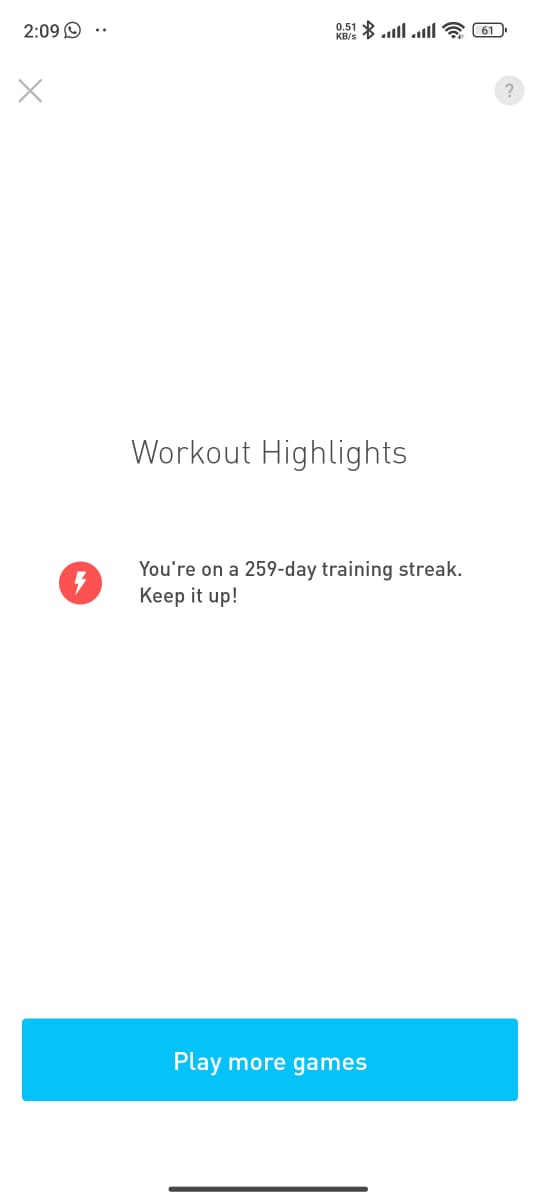 2:09
0.51
KB/s
61
?
Workout Highlights
You're on a 259-day training streak.
Keep it up!
Play more games